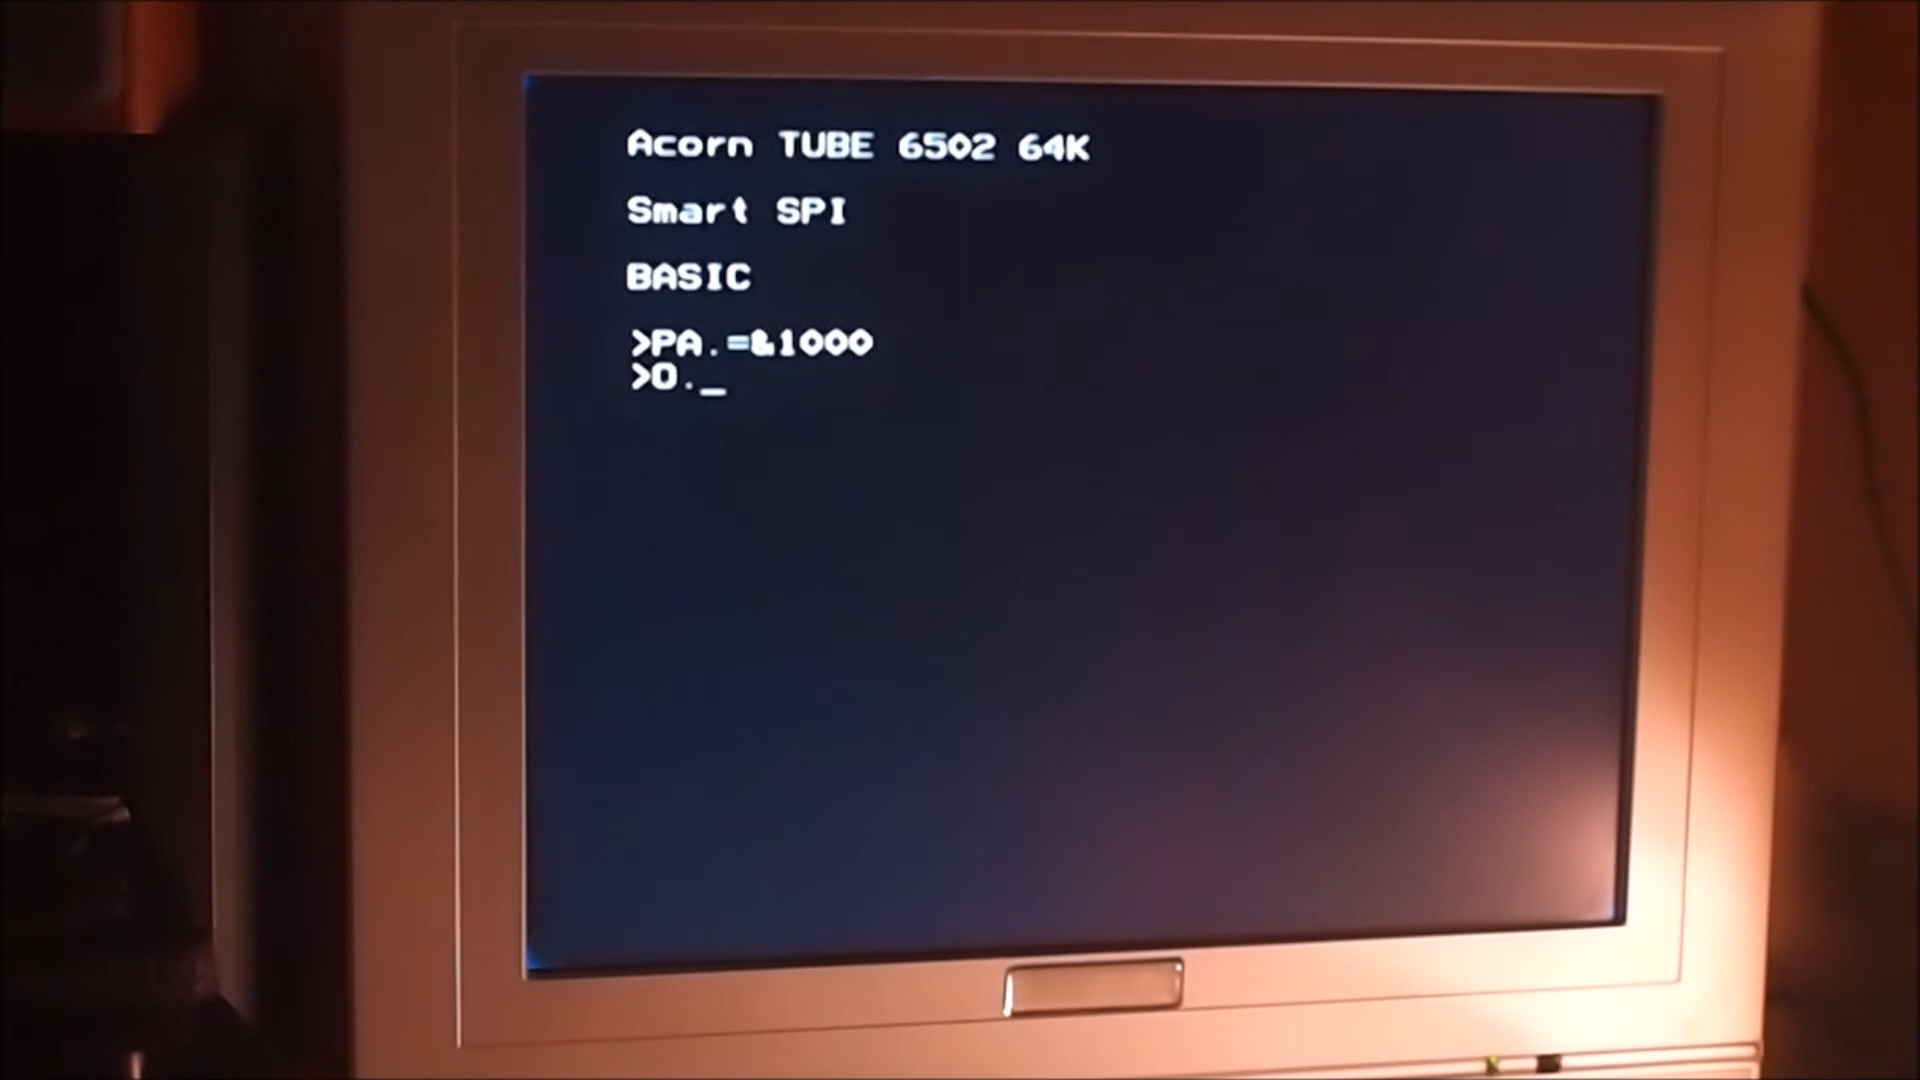 Acorn TUBE 6502 64K
Smart SPI
BASIC
>PA.=&1000
>O._